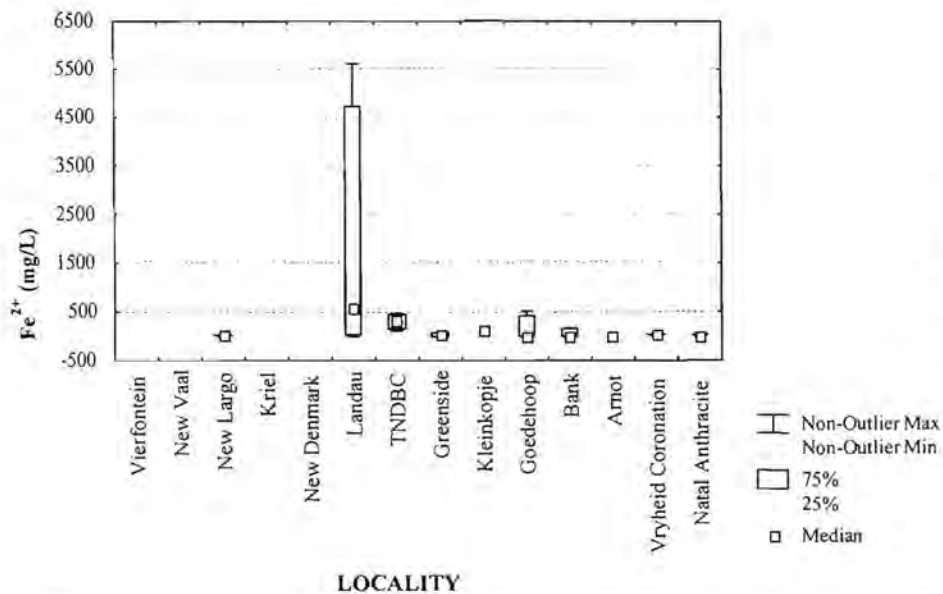 6500
5500
4500
3500
2500
1500
500
-500
Fe²⁺ (mg/L)
Vierfontein
New Vaal
New Largo
Kriel
New Denmark
Landau
TNDBC
Greenside
Kleinkopje
Goedehoop
Bank
Arnot
Vryheid Coronation
Natal Anthracite
LOCALITY
Non-Outlier Max
Non-Outlier Min
75%
25%
Median